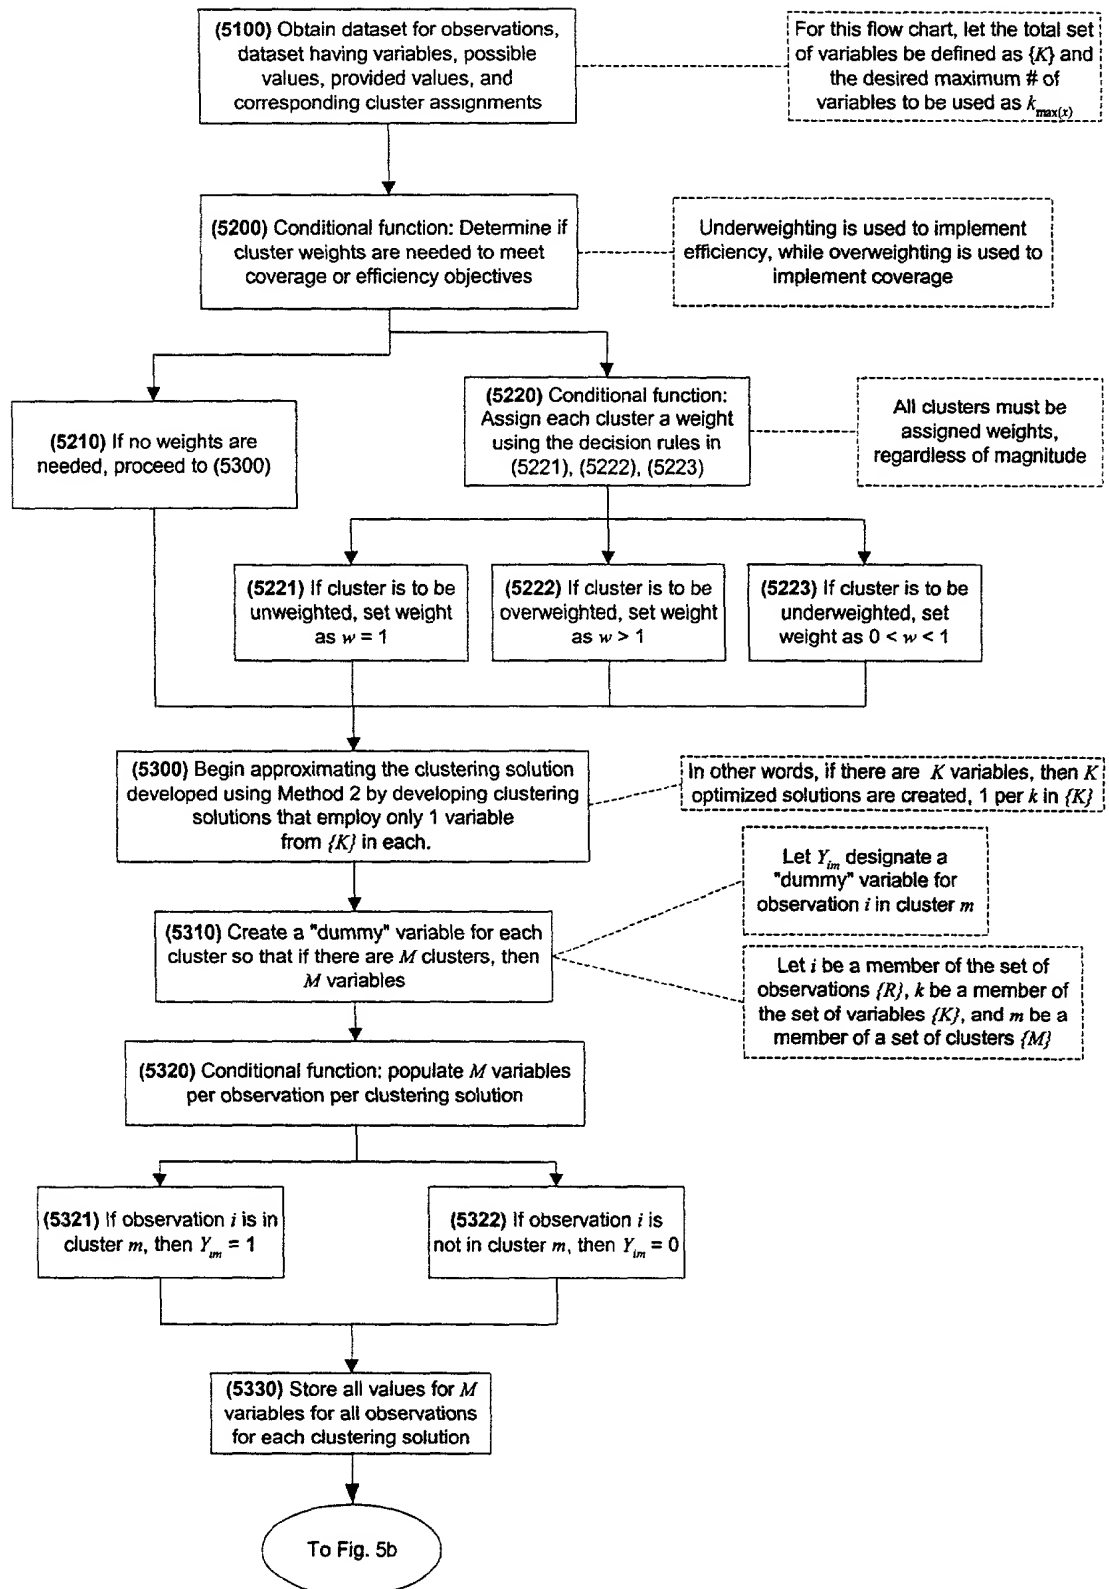 (5100) Obtain dataset for observations,
dataset having variables, possible
values, provided values, and
corresponding cluster assignments
For this flow chart, let the total set
of variables be defined as {K} and
the desired maximum # of
variables to be used as k_max(x)
(5200) Conditional function: Determine if
cluster weights are needed to meet
coverage or efficiency objectives
Underweighting is used to implement
efficiency, while overweighting is used to
implement coverage
(5210) If no weights are
needed, proceed to (5300)
(5220) Conditional function:
Assign each cluster a weight
using the decision rules in
(5221), (5222), (5223)
All clusters must be
assigned weights,
regardless of magnitude
(5221) If cluster is to be
unweighted, set weight
as w = 1
(5222) If cluster is to be
overweighted, set weight
as w > 1
(5223) If cluster is to be
underweighted, set
weight as 0 < w < 1
(5300) Begin approximating the clustering solution
developed using Method 2 by developing clustering
solutions that employ only 1 variable
from {K} in each.
In other words, if there are K variables, then K
optimized solutions are created, 1 per k in {K}
(5310) Create a "dummy" variable for each
cluster so that if there are M clusters, then
M variables
Let Y_im designate a
"dummy" variable for
observation i in cluster m
Let i be a member of the set of
observations {R}, k be a member of
the set of variables {K}, and m be a
member of a set of clusters {M}
(5320) Conditional function: populate M variables
per observation per clustering solution
(5321) If observation i is in
cluster m, then Y_im = 1
(5322) If observation i is
not in cluster m, then Y_im = 0
(5330) Store all values for M
variables for all observations
for each clustering solution
To Fig. 5b